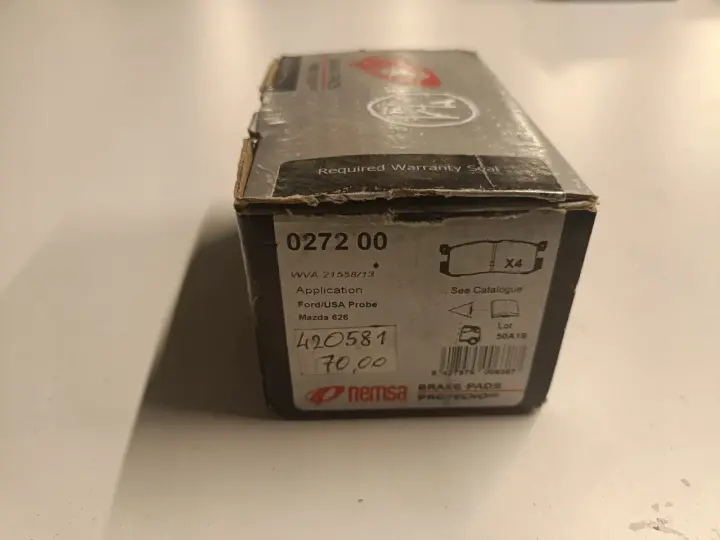 Required Warranty Seal
0272 00
WVA 21558/13
Application
Ford/USA Probe
Mazda 626
420581
70,00
X4
See Catalogue
Lot
50A18
remsa
BRAKE PADS